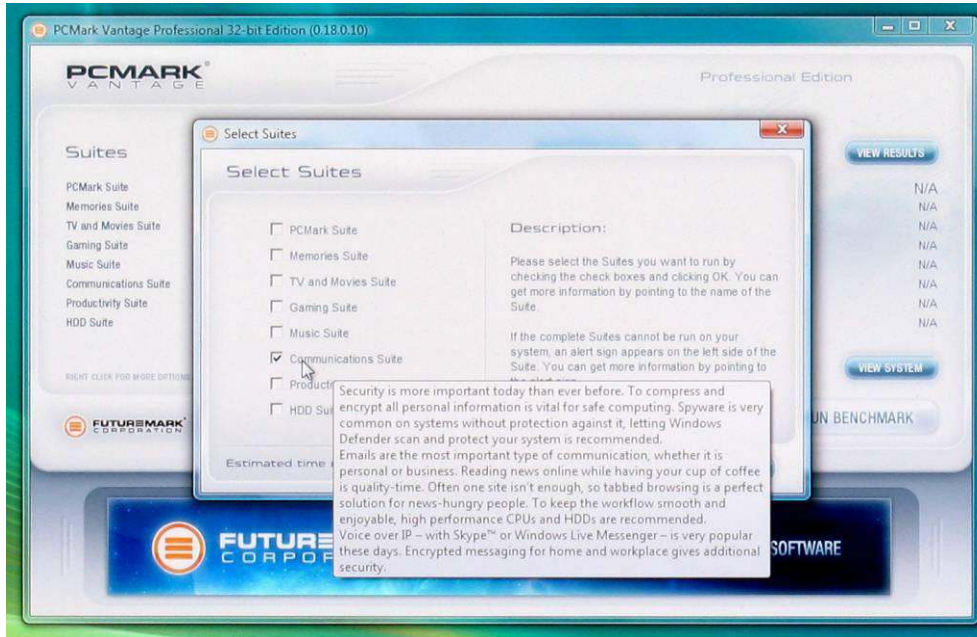 PCMark Vantage Professional 32-bit Edition (0.18.0.10)
PCMARK®
VANTAGE
Professional Edition
Suites
VIEW RESULTS
PCMark Suite N/A
Memories Suite N/A
TV and Movies Suite N/A
Gaming Suite N/A
Music Suite N/A
Communications Suite N/A
Productivity Suite N/A
HDD Suite N/A
RIGHT CLICK FOR MORE OPTIONS
VIEW SYSTEM
FUTUREMARK
CORPORATION
UN BENCHMARK
Select Suites
Select Suites
PCMark Suite
Memories Suite
TV and Movies Suite
Gaming Suite
Music Suite
Communications Suite
Producti
HDD Sui
Estimated time
Description:
Please select the Suites you want to run by
checking the check boxes and clicking OK. You can
get more information by pointing to the name of the
Suite.
If the complete Suites cannot be run on your
system, an alert sign appears on the left side of the
Suite. You can get more information by pointing to
Security is more important today than ever before. To compress and
encrypt all personal information is vital for safe computing. Spyware is very
common on systems without protection against it, letting Windows
Defender scan and protect your system is recommended.
Emails are the most important type of communication, whether it is
personal or business. Reading news online while having your cup of coffee
is quality-time. Often one site isn't enough, so tabbed browsing is a perfect
solution for news-hungry people. To keep the workflow smooth and
enjoyable, high performance CPUs and HDDs are recommended.
Voice over IP – with Skype™ or Windows Live Messenger – is very popular
these days. Encrypted messaging for home and workplace gives additional
security.
FUTURE
CORPOR
SOFTWARE